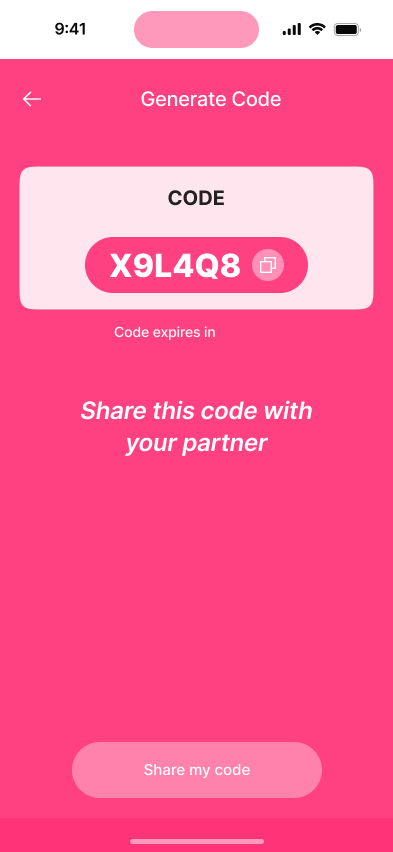 9:41
Generate Code
CODE
X9L4Q8
Code expires in
Share this code with
your partner
Share my code